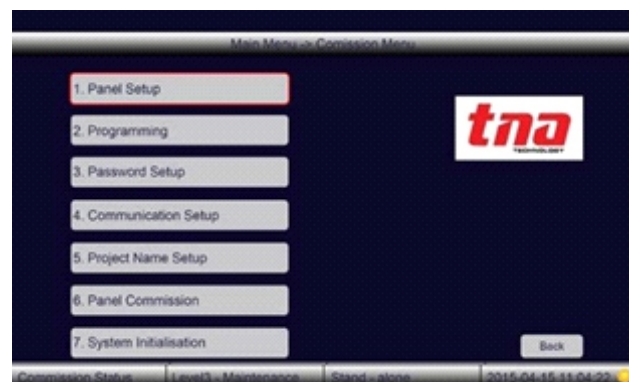 Main Menu -> Comission Menu
1. Panel Setup
2. Programming
3. Password Setup
4. Communication Setup
5. Project Name Setup
6. Panel Commission
7. System Initialisation
tna
TECHNOLOGY
Back
Commission Status
Level3 - Maintenance
Stand - alone
2015-04-15 11:04:22